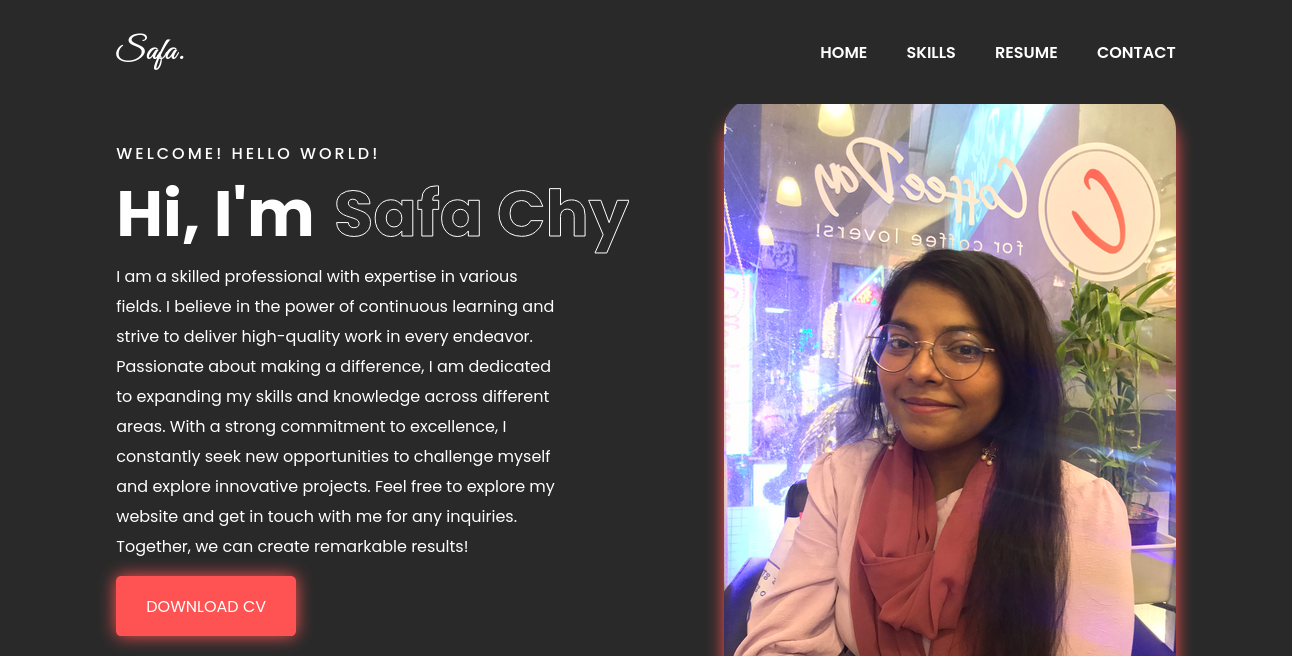 Safa.
HOME SKILLS RESUME CONTACT
WELCOME! HELLO WORLD!
Hi, I'm Safa Chy
I am a skilled professional with expertise in various
fields. I believe in the power of continuous learning and
strive to deliver high-quality work in every endeavor.
Passionate about making a difference, I am dedicated
to expanding my skills and knowledge across different
areas. With a strong commitment to excellence, I
constantly seek new opportunities to challenge myself
and explore innovative projects. Feel free to explore my
website and get in touch with me for any inquiries.
Together, we can create remarkable results!
DOWNLOAD CV
C CoffeeDay
for coffee lovers!